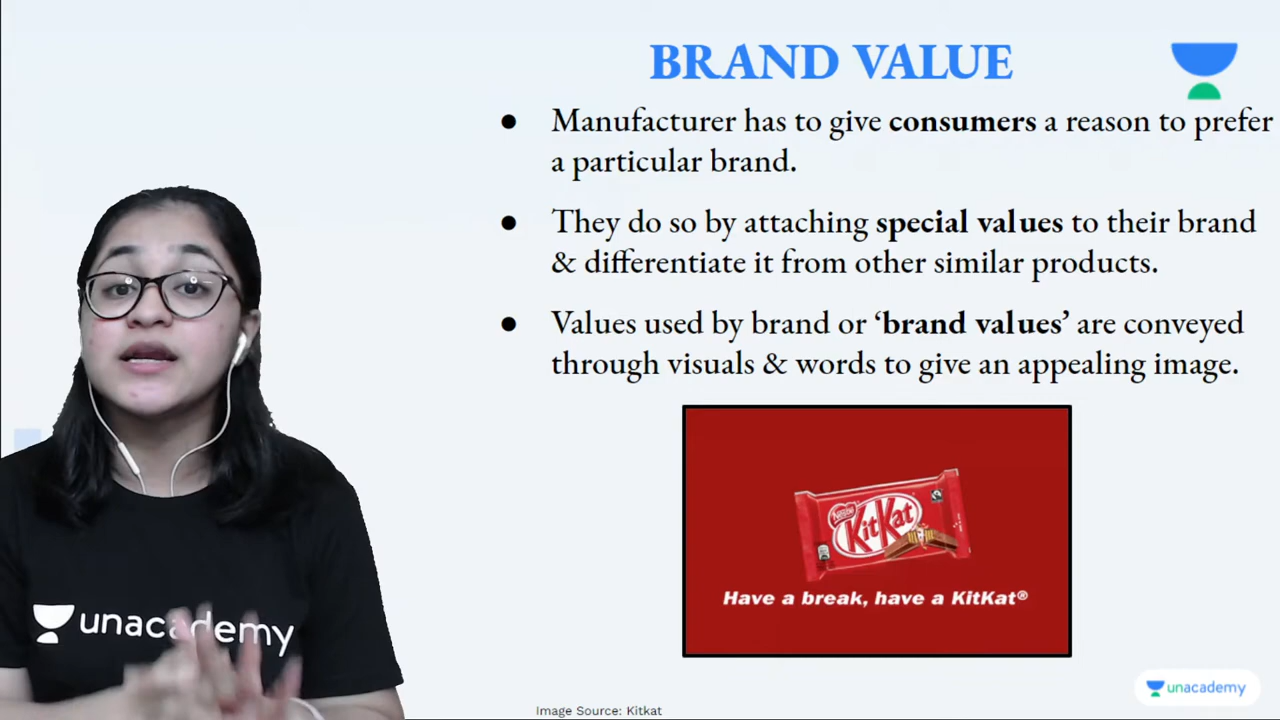 BRAND VALUE
● Manufacturer has to give consumers a reason to prefer
a particular brand.
● They do so by attaching special values to their brand
& differentiate it from other similar products.
● Values used by brand or ‘brand values’ are conveyed
through visuals & words to give an appealing image.
Nestlé
KitKat
Have a break, have a KitKat®
unacademy
unacademy
Image Source: Kitkat